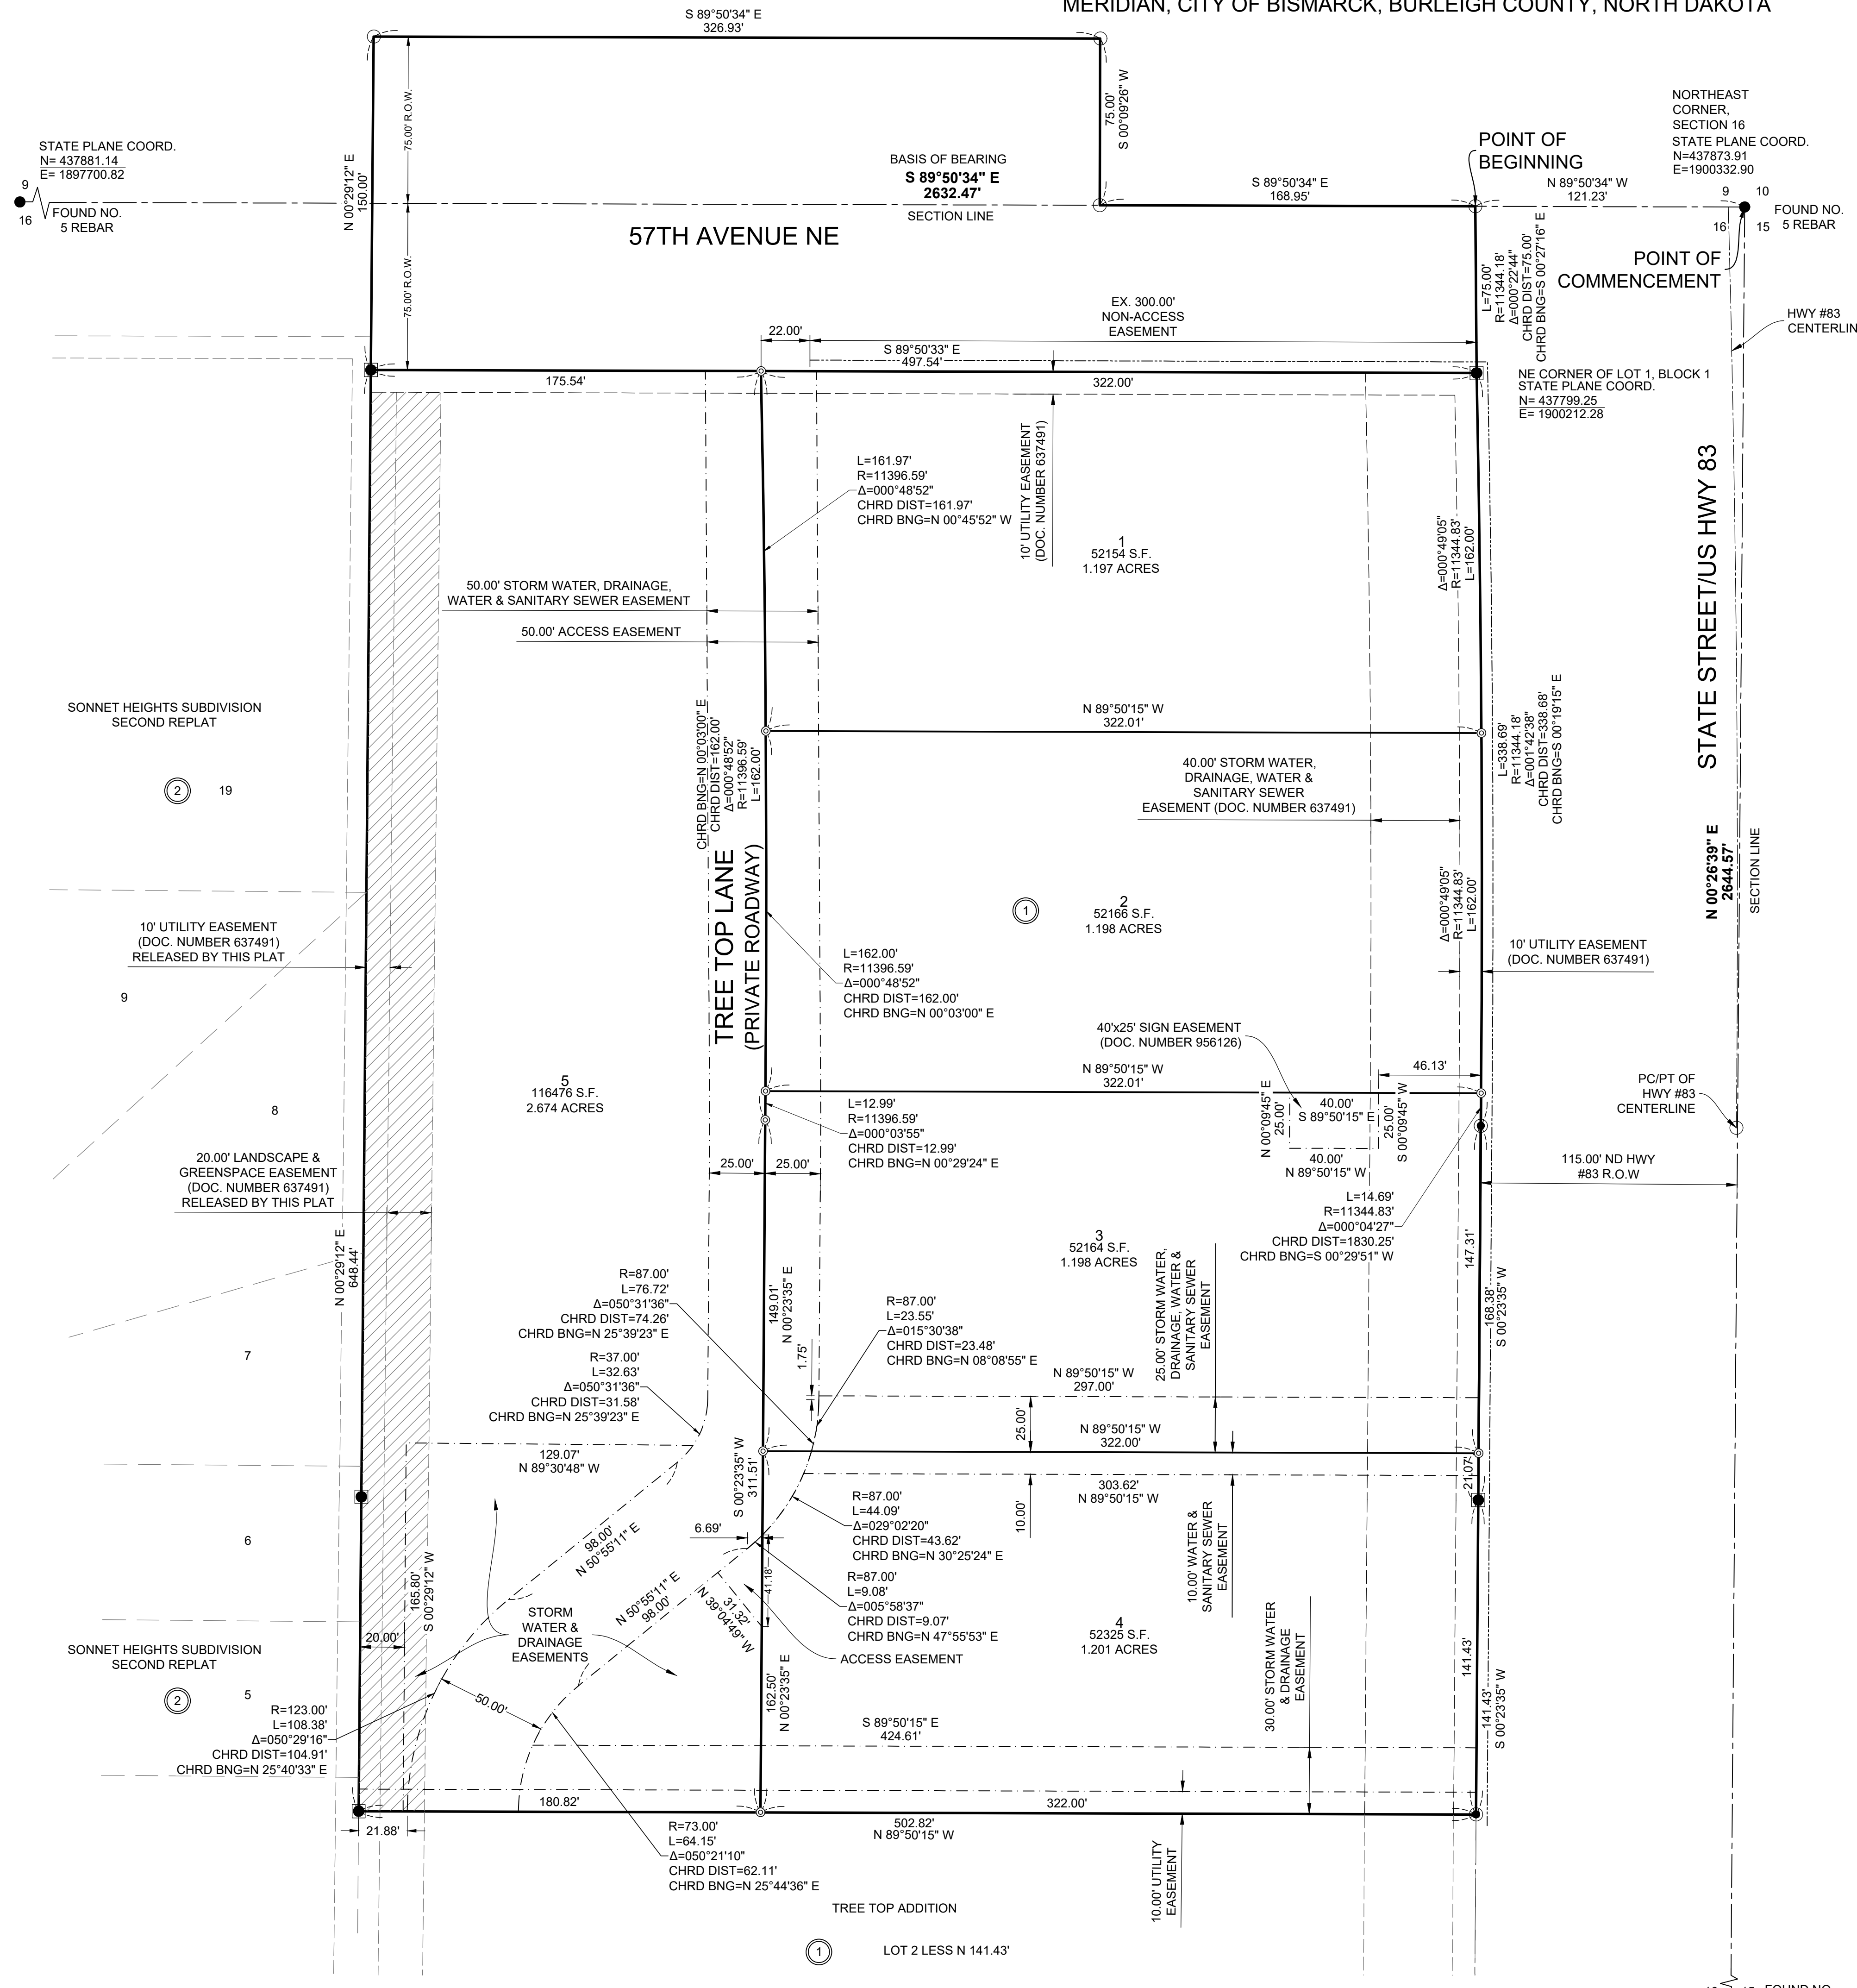 MERIDIAN, CITY OF BISMARCK, BURLEIGH COUNTY, NORTH DAKOTA
S 89°50'34" E
326.93'
75.00'
S 00°09'26" W
75.00' R.O.W.
75.00' R.O.W.
N 00°29'12" E
150.00'
STATE PLANE COORD.
N= 437881.14
E= 1897700.82
9
16
FOUND NO.
5 REBAR
BASIS OF BEARING
S 89°50'34" E
2632.47'
SECTION LINE
57TH AVENUE NE
S 89°50'34" E
168.95'
POINT OF
BEGINNING
N 89°50'34" W
121.23'
NORTHEAST
CORNER,
SECTION 16
STATE PLANE COORD.
N=437873.91
E=1900332.90
9
10
16
15
FOUND NO.
5 REBAR
POINT OF
COMMENCEMENT
HWY #83
CENTERLIN
L=75.00'
R=11344.18'
Δ=000°22'44"
CHRD DIST=75.00'
CHRD BNG=S 00°27'16" E
EX. 300.00'
NON-ACCESS
EASEMENT
22.00'
S 89°50'33" E
497.54'
175.54'
322.00'
NE CORNER OF LOT 1, BLOCK 1
STATE PLANE COORD.
N= 437799.25
E= 1900212.28
L=161.97'
R=11396.59'
Δ=000°48'52"
CHRD DIST=161.97'
CHRD BNG=N 00°45'52" W
10' UTILITY EASEMENT
(DOC. NUMBER 637491)
1
52154 S.F.
1.197 ACRES
Δ=000°49'05"
R=11344.83'
L=162.00'
STATE STREET/US HWY 83
50.00' STORM WATER, DRAINAGE,
WATER & SANITARY SEWER EASEMENT
50.00' ACCESS EASEMENT
SONNET HEIGHTS SUBDIVISION
SECOND REPLAT
2
19
CHRD BNG=N 00°03'00" E
CHRD DIST=162.00'
Δ=000°48'52"
R=11396.59'
L=162.00'
N 89°50'15" W
322.01'
40.00' STORM WATER,
DRAINAGE, WATER &
SANITARY SEWER
EASEMENT (DOC. NUMBER 637491)
L=338.69'
R=11344.18'
Δ=001°42'38"
CHRD DIST=338.68'
CHRD BNG=S 00°19'15" E
N 00°26'39" E
2644.57'
SECTION LINE
TREE TOP LANE
(PRIVATE ROADWAY)
1
2
52166 S.F.
1.198 ACRES
Δ=000°49'05"
R=11344.83'
L=162.00'
10' UTILITY EASEMENT
(DOC. NUMBER 637491)
RELEASED BY THIS PLAT
9
10' UTILITY EASEMENT
(DOC. NUMBER 637491)
L=162.00'
R=11396.59'
Δ=000°48'52"
CHRD DIST=162.00'
CHRD BNG=N 00°03'00" E
40'x25' SIGN EASEMENT
(DOC. NUMBER 956126)
N 89°50'15" W
322.01'
46.13'
PC/PT OF
HWY #83
CENTERLINE
5
116476 S.F.
2.674 ACRES
8
L=12.99'
R=11396.59'
Δ=000°03'55"
CHRD DIST=12.99'
CHRD BNG=N 00°29'24" E
N 00°09'45" E
25.00'
40.00'
S 89°50'15" E
25.00'
S 00°09'45" W
40.00'
N 89°50'15" W
115.00' ND HWY
#83 R.O.W
25.00'
25.00'
20.00' LANDSCAPE &
GREENSPACE EASEMENT
(DOC. NUMBER 637491)
RELEASED BY THIS PLAT
L=14.69'
R=11344.83'
Δ=000°04'27"
CHRD DIST=1830.25'
CHRD BNG=S 00°29'51" W
3
52164 S.F.
1.198 ACRES
147.31'
168.38'
S 00°23'35" W
N 00°29'12" E
648.44'
25.00' STORM WATER,
DRAINAGE, WATER &
SANITARY SEWER
EASEMENT
R=87.00'
L=76.72'
Δ=050°31'36"
CHRD DIST=74.26'
CHRD BNG=N 25°39'23" E
149.01'
N 00°23'35" E
R=87.00'
L=23.55'
Δ=015°30'38"
CHRD DIST=23.48'
CHRD BNG=N 08°08'55" E
1.75'
7
R=37.00'
L=32.63'
Δ=050°31'36"
CHRD DIST=31.58'
CHRD BNG=N 25°39'23" E
N 89°50'15" W
297.00'
25.00'
N 89°50'15" W
322.00'
129.07'
N 89°30'48" W
S 00°23'35" W
311.51'
303.62'
N 89°50'15" W
21.07'
10.00'
R=87.00'
L=44.09'
Δ=029°02'20"
CHRD DIST=43.62'
CHRD BNG=N 30°25'24" E
6.69'
6
98.00'
N 50°55'11" E
165.80'
S 00°29'12" W
41.18'
R=87.00'
L=9.08'
Δ=005°58'37"
CHRD DIST=9.07'
CHRD BNG=N 47°55'53" E
10.00' WATER &
SANITARY SEWER
EASEMENT
N 50°55'11" E
98.00'
31.32'
N 39°04'49" W
STORM
WATER &
DRAINAGE
EASEMENTS
ACCESS EASEMENT
4
52325 S.F.
1.201 ACRES
20.00'
SONNET HEIGHTS SUBDIVISION
SECOND REPLAT
2
5
162.50'
N 00°23'35" E
30.00' STORM WATER
& DRAINAGE
EASEMENT
141.43'
141.43'
S 00°23'35" W
R=123.00'
L=108.38'
Δ=050°29'16"
CHRD DIST=104.91'
CHRD BNG=N 25°40'33" E
50.00'
S 89°50'15" E
424.61'
180.82'
322.00'
21.88'
502.82'
N 89°50'15" W
R=73.00'
L=64.15'
Δ=050°21'10"
CHRD DIST=62.11'
CHRD BNG=N 25°44'36" E
10.00' UTILITY
EASEMENT
TREE TOP ADDITION
1
LOT 2 LESS N 141.43'